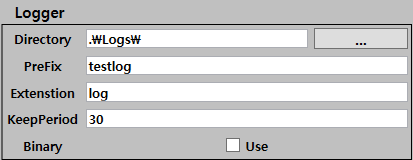 Logger
Directory .₩Logs₩ ...
PreFix testlog
Extenstion log
KeepPeriod 30
Binary Use